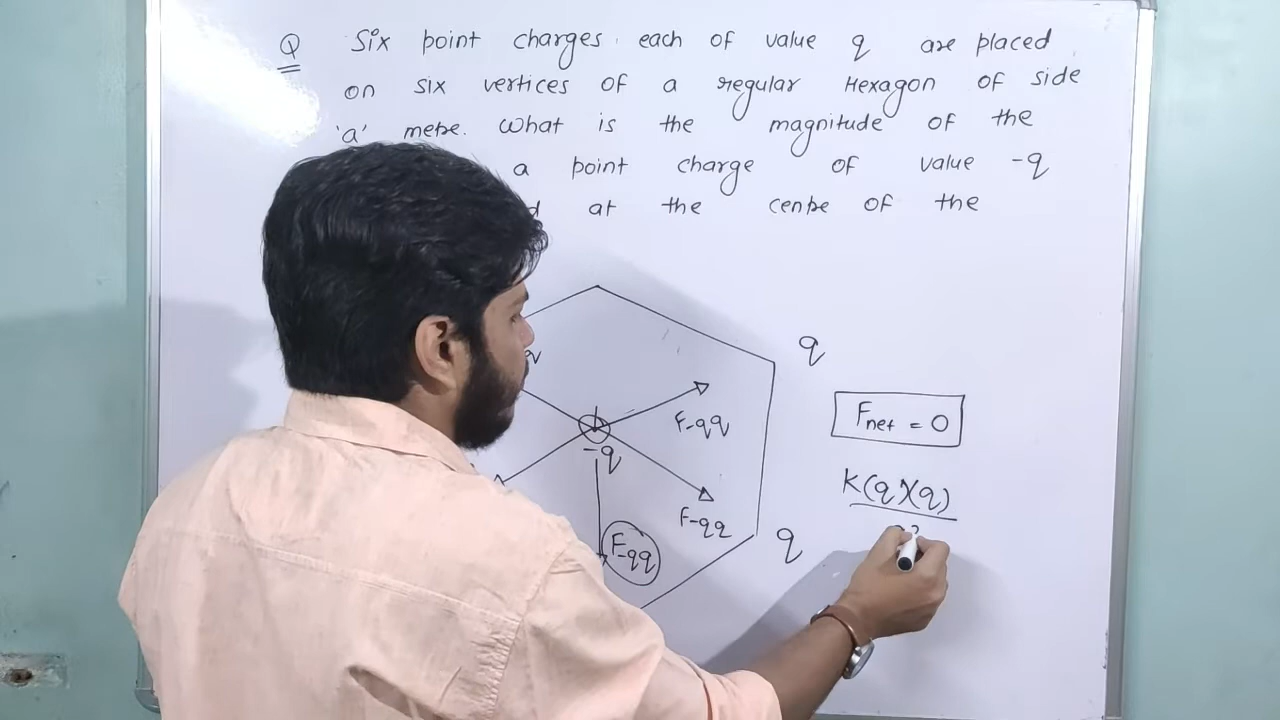 Q Six point charges each of value q are placed
on six vertices of a regular Hexagon of side
'a' metre. What is the magnitude of the
a point charge of value -q
at the centre of the
q
q
Fnet = 0
F-qq
-q
K(q)(q)
F-qq
F-qq
q